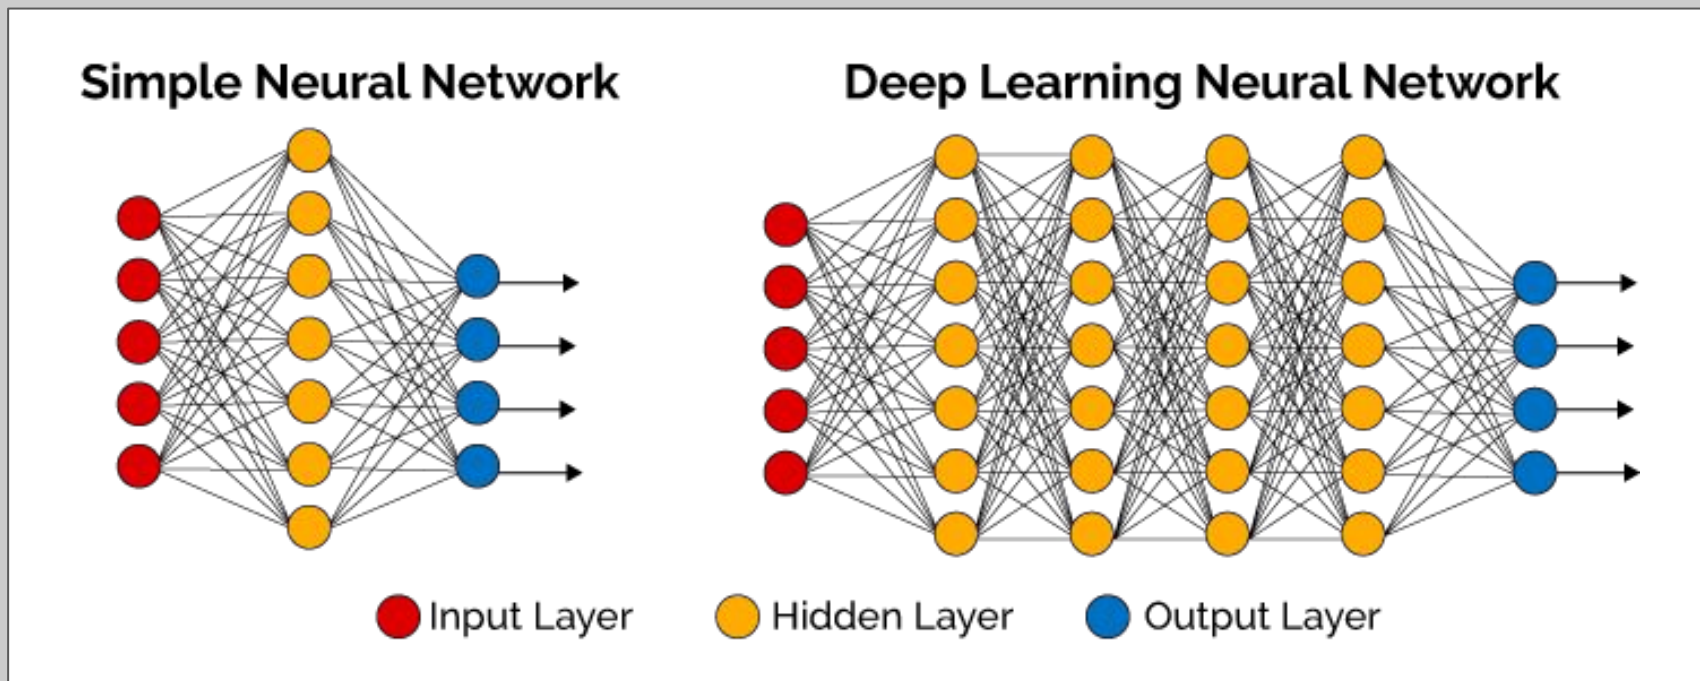 Simple Neural Network
Deep Learning Neural Network
Input Layer
Hidden Layer
Output Layer